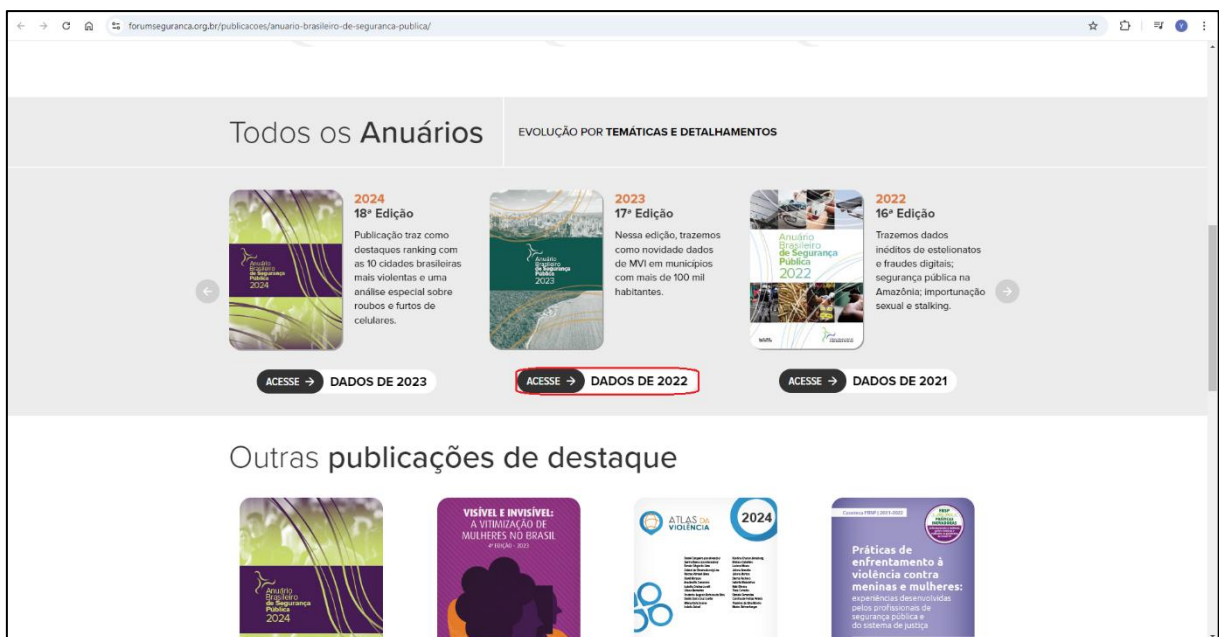 forumseguranca.org.br/publicacoes/anuario-brasileiro-de-seguranca-publica/
Y
Todos os Anuários
EVOLUÇÃO POR TEMÁTICAS E DETALHAMENTOS
Anuário
Brasileiro
de Segurança
Pública
2024
2024
18ª Edição
Publicação traz como
destaques ranking com
as 10 cidades brasileiras
mais violentas e uma
análise especial sobre
roubos e furtos de
celulares.
ACESSE → DADOS DE 2023
Anuário
Brasileiro
de Segurança
Pública
2023
2023
17ª Edição
Nessa edição, trazemos
como novidade dados
de MVI em municípios
com mais de 100 mil
habitantes.
ACESSE → DADOS DE 2022
Anuário
Brasileiro
de Segurança
Pública
2022
2022
16ª Edição
Trazemos dados
inéditos de estelionatos
e fraudes digitais;
segurança pública na
Amazônia; importunação
sexual e stalking.
ACESSE → DADOS DE 2021
Outras publicações de destaque
Anuário
Brasileiro
de Segurança
Pública
2024
VISÍVEL E INVISÍVEL:
A VITIMIZAÇÃO DE
MULHERES NO BRASIL
4ª EDIÇÃO - 2023
ATLAS DA
VIOLÊNCIA
2024
Práticas de
enfrentamento à
violência contra
meninas e mulheres:
experiências desenvolvidas
pelos profissionais de
segurança pública e
do sistema de justiça